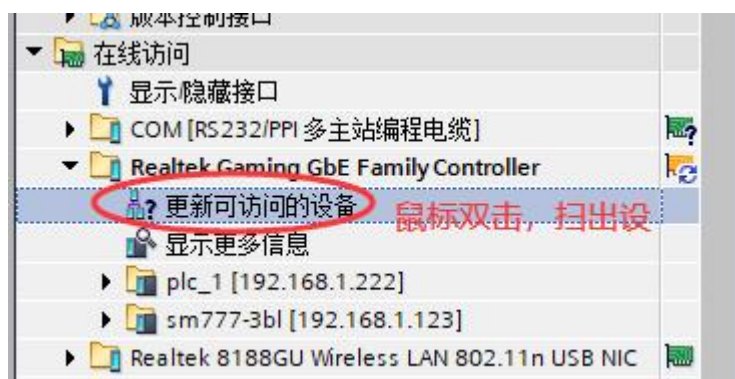 版本控制接口
在线访问
显示/隐藏接口
COM [RS232/PPI 多主站编程电缆]
Realtek Gaming GbE Family Controller
更新可访问的设备
鼠标双击，扫出设
显示更多信息
plc_1 [192.168.1.222]
sm777-3bl [192.168.1.123]
Realtek 8188GU Wireless LAN 802.11n USB NIC